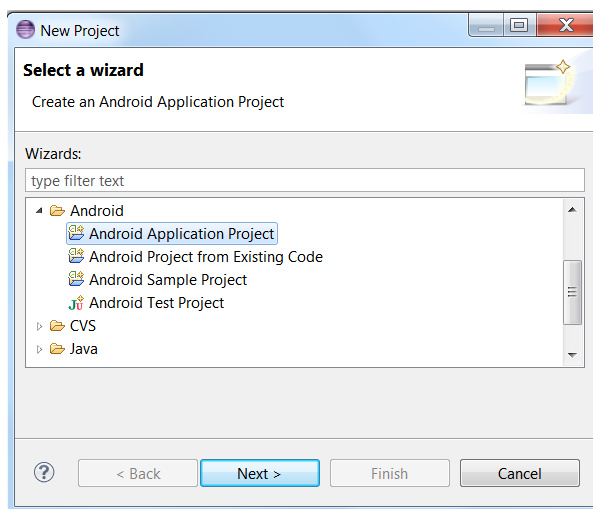 New Project
Select a wizard
Create an Android Application Project
Wizards:
type filter text
Android
Android Application Project
Android Project from Existing Code
Android Sample Project
Android Test Project
CVS
Java
? < Back Next > Finish Cancel